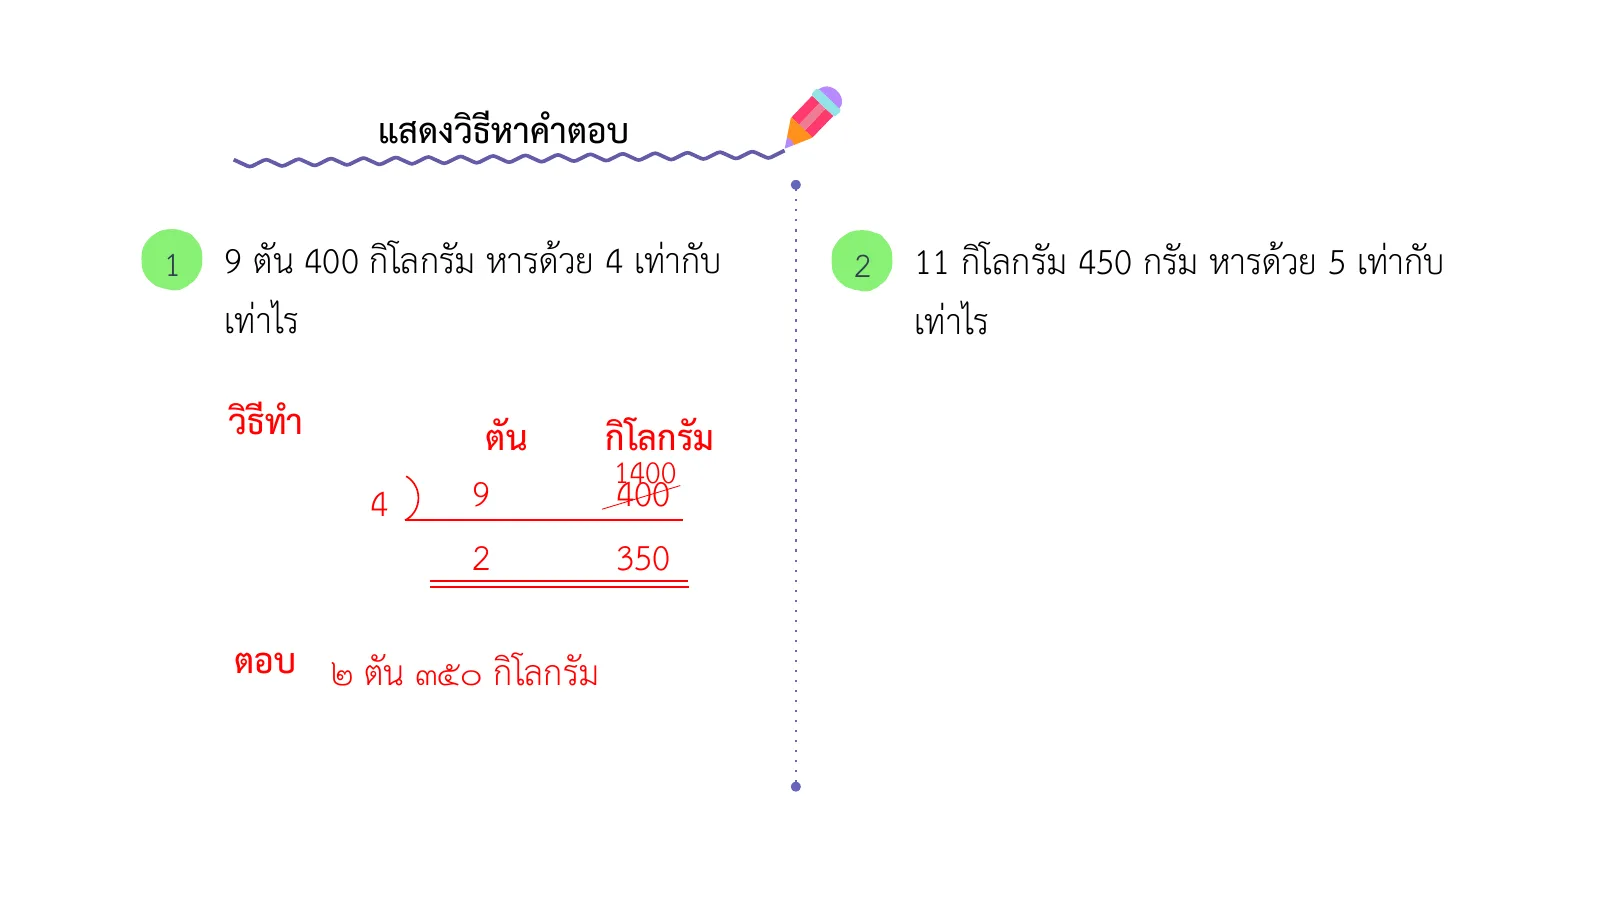 แสดงวิธีหาคำตอบ
1
9 ตัน 400 กิโลกรัม หารด้วย 4 เท่ากับ
เท่าไร
วิธีทำ
ตัน กิโลกรัม
1400
4 9 400
2 350
ตอบ ๒ ตัน ๓๕๐ กิโลกรัม
2
11 กิโลกรัม 450 กรัม หารด้วย 5 เท่ากับ
เท่าไร